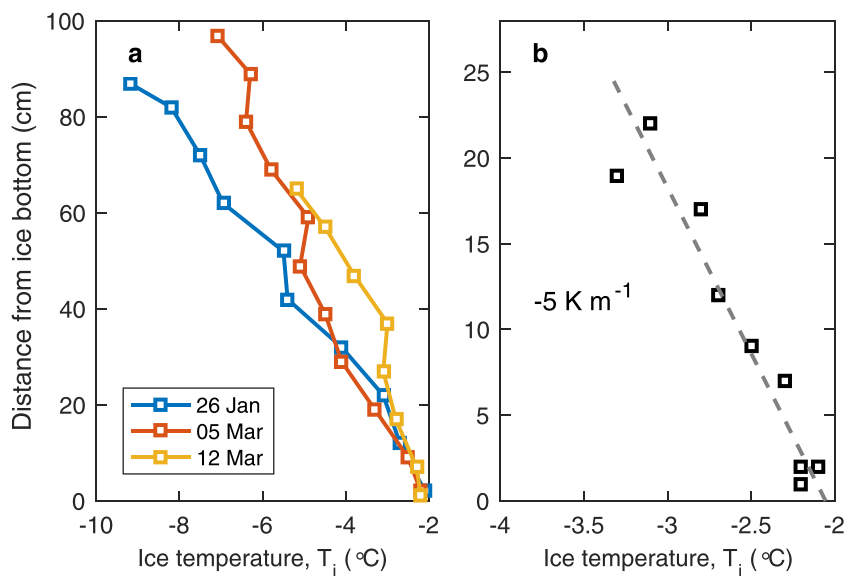 a
b
Distance from ice bottom (cm)
100
80
60
40
20
0
26 Jan
05 Mar
12 Mar
-10
-8
-6
-4
-2
Ice temperature, T_i (°C)
25
20
15
10
5
0
-5 K m^-1
-4
-3.5
-3
-2.5
-2
Ice temperature, T_i (°C)